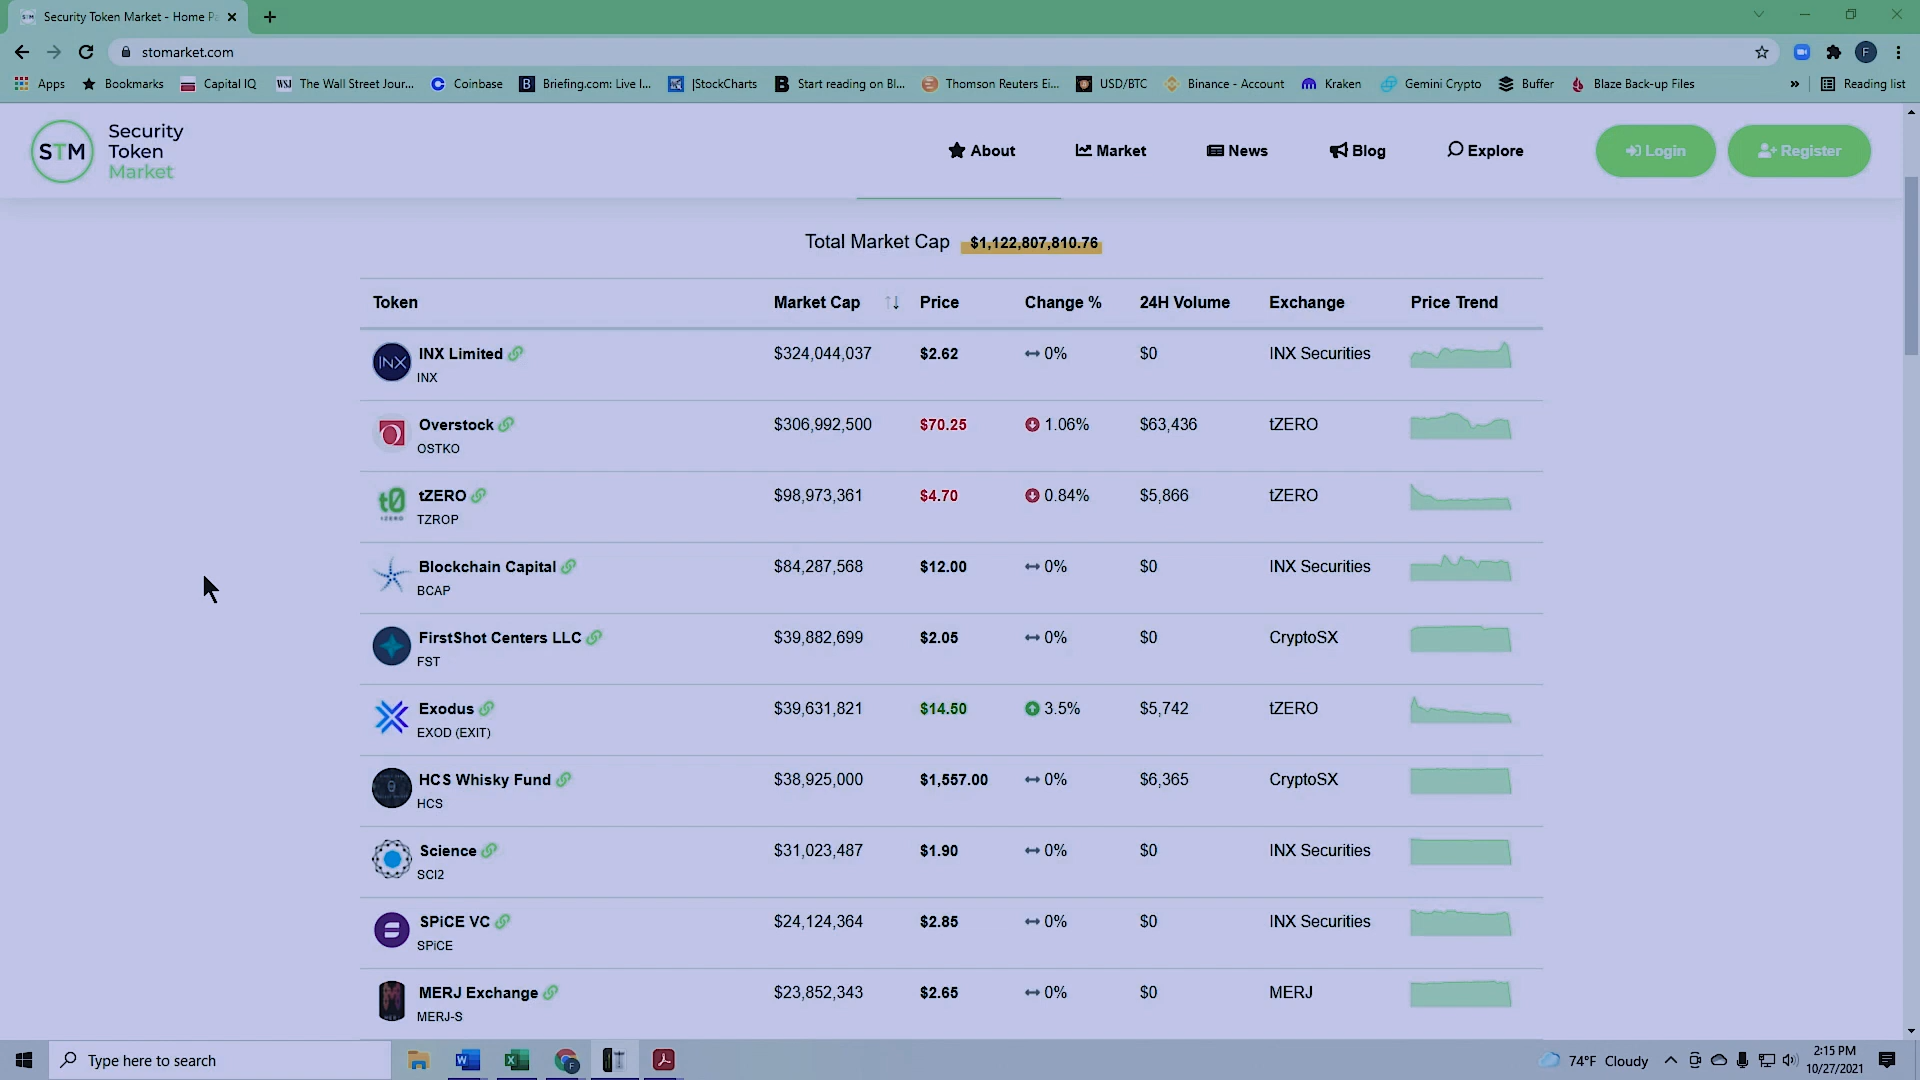 Security Token Market - Home Pa
stomarket.com
F
Apps Bookmarks Capital IQ WSJ The Wall Street Jour... Coinbase B Briefing.com: Live I... |StockCharts B Start reading on Bl... Thomson Reuters Ei... USD/BTC Binance - Account Kraken Gemini Crypto Buffer Blaze Back-up Files » Reading list
STM
Security
Token
Market
About Market News Blog Explore Login Register
Total Market Cap $1,122,807,810.76
Token Market Cap Price Change % 24H Volume Exchange Price Trend
INX INX Limited $324,044,037 $2.62 0% $0 INX Securities
INX
Overstock $306,992,500 $70.25 1.06% $63,436 tZERO
OSTKO
t0 tZERO $98,973,361 $4.70 0.84% $5,866 tZERO
TZROP
Blockchain Capital $84,287,568 $12.00 0% $0 INX Securities
BCAP
FirstShot Centers LLC $39,882,699 $2.05 0% $0 CryptoSX
FST
Exodus $39,631,821 $14.50 3.5% $5,742 tZERO
EXOD (EXIT)
HCS Whisky Fund $38,925,000 $1,557.00 0% $6,365 CryptoSX
HCS
Science $31,023,487 $1.90 0% $0 INX Securities
SCI2
SPiCE VC $24,124,364 $2.85 0% $0 INX Securities
SPiCE
MERJ Exchange $23,852,343 $2.65 0% $0 MERJ
MERJ-S
Type here to search
74°F Cloudy
2:15 PM
10/27/2021